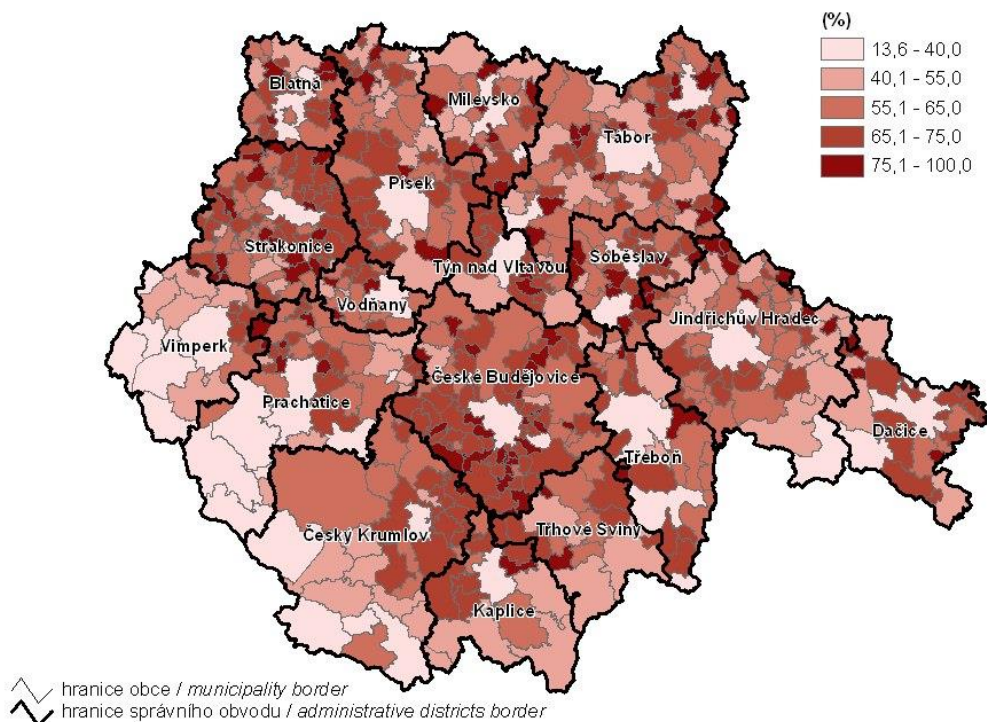 (%)
13,6 - 40,0
40,1 - 55,0
55,1 - 65,0
65,1 - 75,0
75,1 - 100,0
Blatná
Milevsko
Tábor
Písek
Strakonice
Týn nad Vltavou
Soběslav
Vodňany
Jindřichův Hradec
Vimperk
České Budějovice
Prachatice
Dačice
Třeboň
Český Krumlov
Trhové Sviny
Kaplice
hranice obce / municipality border
hranice správního obvodu / administrative districts border